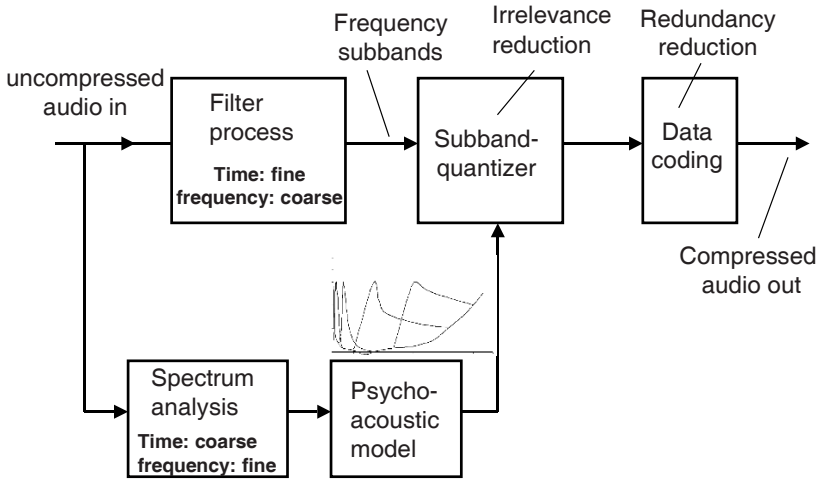 Frequency
subbands
Irrelevance
reduction
Redundancy
reduction
uncompressed
audio in
Filter
process
Time: fine
frequency: coarse
Subband-
quantizer
Data
coding
Compressed
audio out
Spectrum
analysis
Time: coarse
frequency: fine
Psycho-
acoustic
model